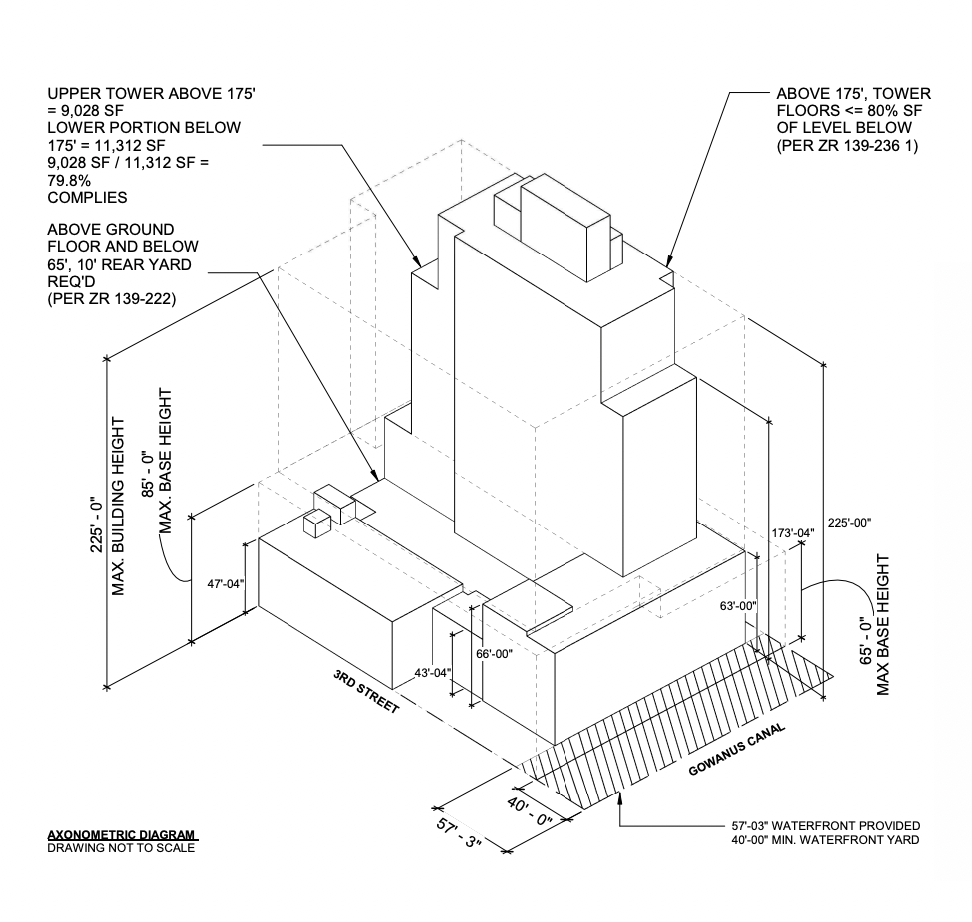 UPPER TOWER ABOVE 175'
= 9,028 SF
LOWER PORTION BELOW
175' = 11,312 SF
9,028 SF / 11,312 SF =
79.8%
COMPLIES
ABOVE 175', TOWER
FLOORS <= 80% SF
OF LEVEL BELOW
(PER ZR 139-236 1)
ABOVE GROUND
FLOOR AND BELOW
65', 10' REAR YARD
REQ'D
(PER ZR 139-222)
225' - 0"
MAX. BUILDING HEIGHT
85' - 0"
MAX. BASE HEIGHT
47'-04"
173'-04"
225'-00"
63'-00"
65' - 0"
MAX BASE HEIGHT
66'-00"
43'-04"
3RD STREET
GOWANUS CANAL
40' - 0"
57' - 3"
57'-03" WATERFRONT PROVIDED
40'-00" MIN. WATERFRONT YARD
AXONOMETRIC DIAGRAM
DRAWING NOT TO SCALE